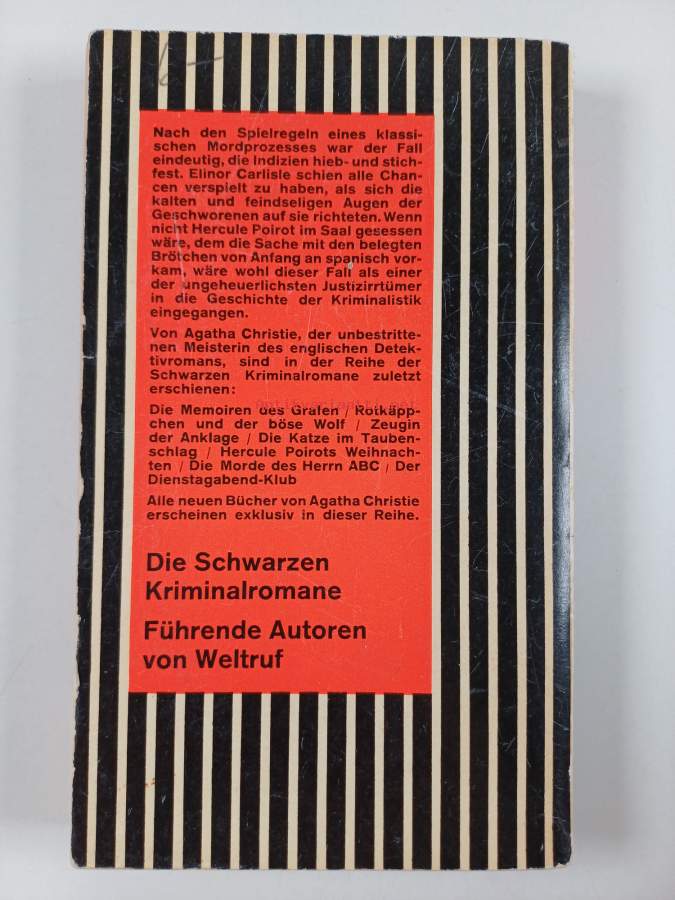 6-
Nach den Spielregeln eines klassi-
schen Mordprozesses war der Fall
eindeutig, die Indizien hieb- und stich-
fest. Elinor Carlisle schien alle Chan-
cen verspielt zu haben, als sich die
kalten und feindseligen Augen der
Geschworenen auf sie richteten. Wenn
nicht Hercule Poirot im Saal gesessen
wäre, dem die Sache mit den belegten
Brötchen von Anfang an spanisch vor-
kam, wäre wohl dieser Fall als einer
der ungeheuerlichsten Justizirrtümer
in die Geschichte der Kriminalistik
eingegangen.
Von Agatha Christie, der unbestritte-
nen Meisterin des englischen Detek-
tivromans, sind in der Reihe der
Schwarzen Kriminalromane zuletzt
erschienen:
Die Memoiren des Grafen / Rotkäpp-
chen und der böse Wolf / Zeugin
der Anklage / Die Katze im Tauben-
schlag / Hercule Poirots Weihnach-
ten / Die Morde des Herrn ABC / Der
Dienstagabend-Klub
Alle neuen Bücher von Agatha Christie
erscheinen exklusiv in dieser Reihe.
Die Schwarzen
Kriminalromane
Führende Autoren
von Weltruf